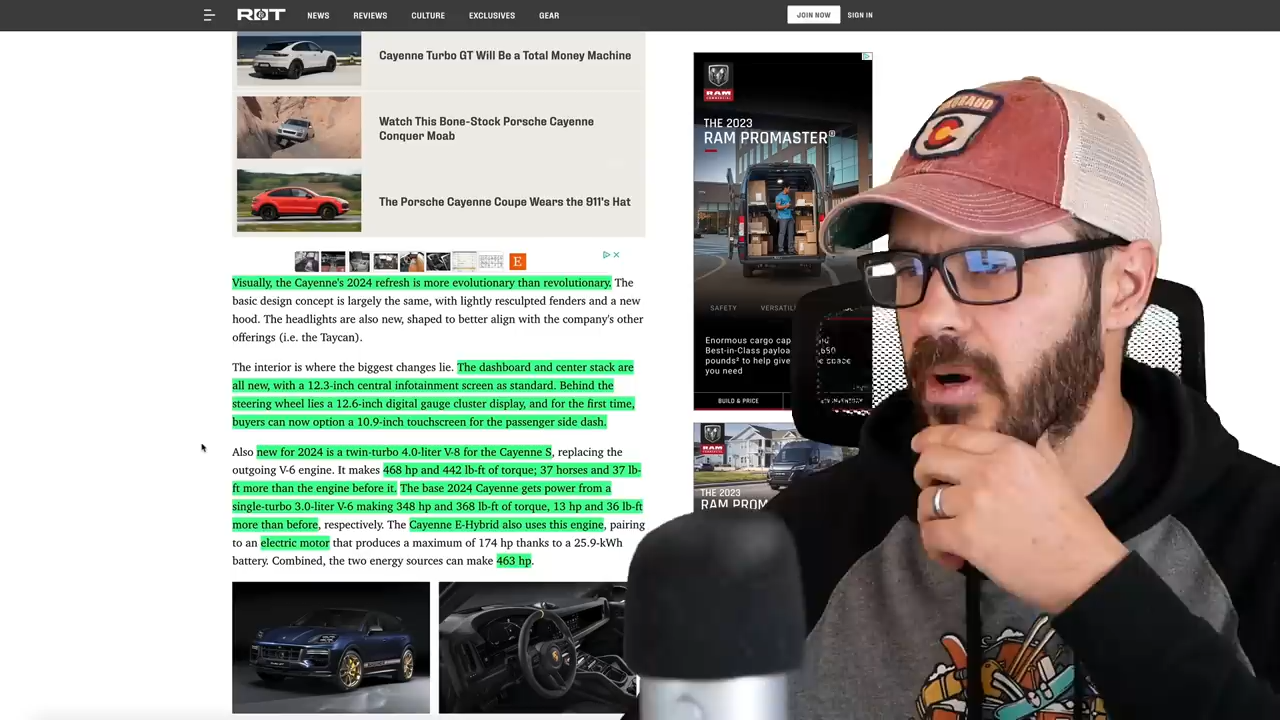 R⊙T
NEWS
REVIEWS
CULTURE
EXCLUSIVES
GEAR
JOIN NOW
SIGN IN
Cayenne Turbo GT Will Be a Total Money Machine
Watch This Bone-Stock Porsche Cayenne
Conquer Moab
The Porsche Cayenne Coupe Wears the 911's Hat
E
Visually, the Cayenne's 2024 refresh is more evolutionary than revolutionary. The
basic design concept is largely the same, with lightly resculpted fenders and a new
hood. The headlights are also new, shaped to better align with the company's other
offerings (i.e. the Taycan).
The interior is where the biggest changes lie. The dashboard and center stack are
all new, with a 12.3-inch central infotainment screen as standard. Behind the
steering wheel lies a 12.6-inch digital gauge cluster display, and for the first time,
buyers can now option a 10.9-inch touchscreen for the passenger side dash.
Also new for 2024 is a twin-turbo 4.0-liter V-8 for the Cayenne S, replacing the
outgoing V-6 engine. It makes 468 hp and 442 lb-ft of torque; 37 horses and 37 lb-
ft more than the engine before it. The base 2024 Cayenne gets power from a
single-turbo 3.0-liter V-6 making 348 hp and 368 lb-ft of torque, 13 hp and 36 lb-ft
more than before, respectively. The Cayenne E-Hybrid also uses this engine, pairing
to an electric motor that produces a maximum of 174 hp thanks to a 25.9-kWh
battery. Combined, the two energy sources can make 463 hp.
RAM
COMMERCIAL
THE 2023
RAM PROMASTER®
SAFETY
Enormous cargo
Best-in-Class
pounds²
you need
BUILD & PRICE
RAM
THE 2023
RAM
COLORADO